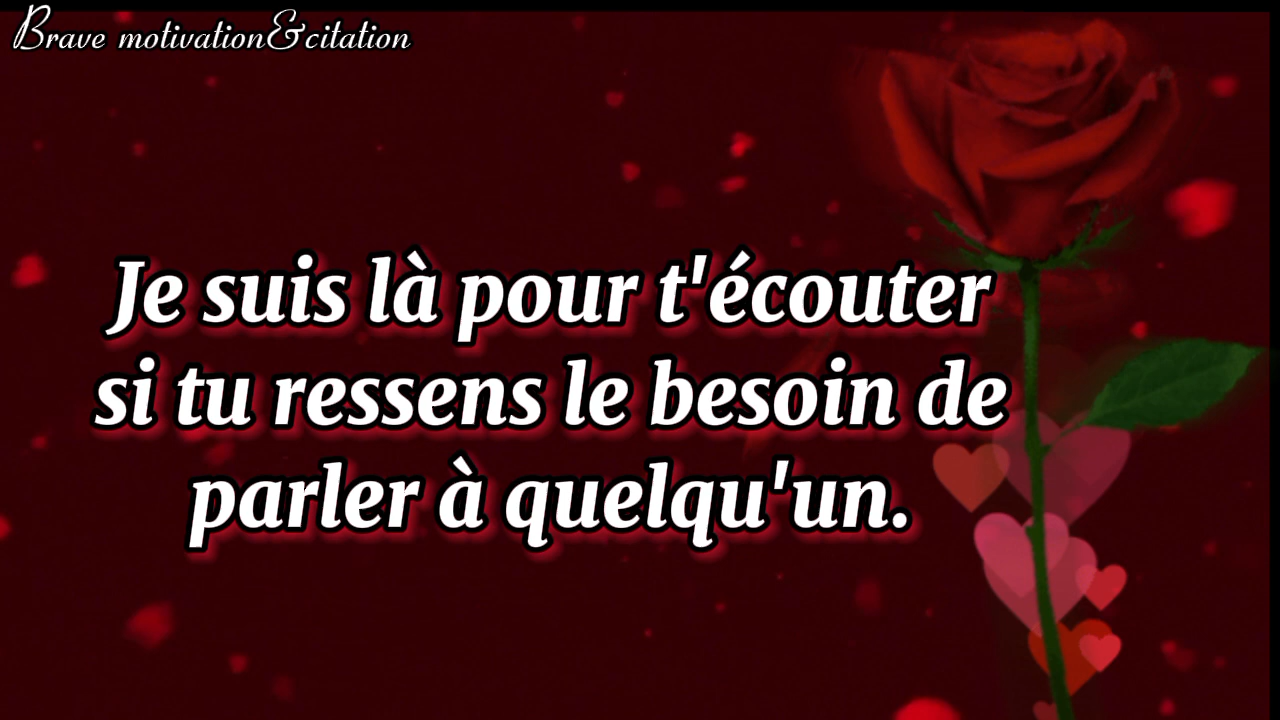 Brave motivation&citation
Je suis là pour t'écouter
si tu ressens le besoin de
parler à quelqu'un.